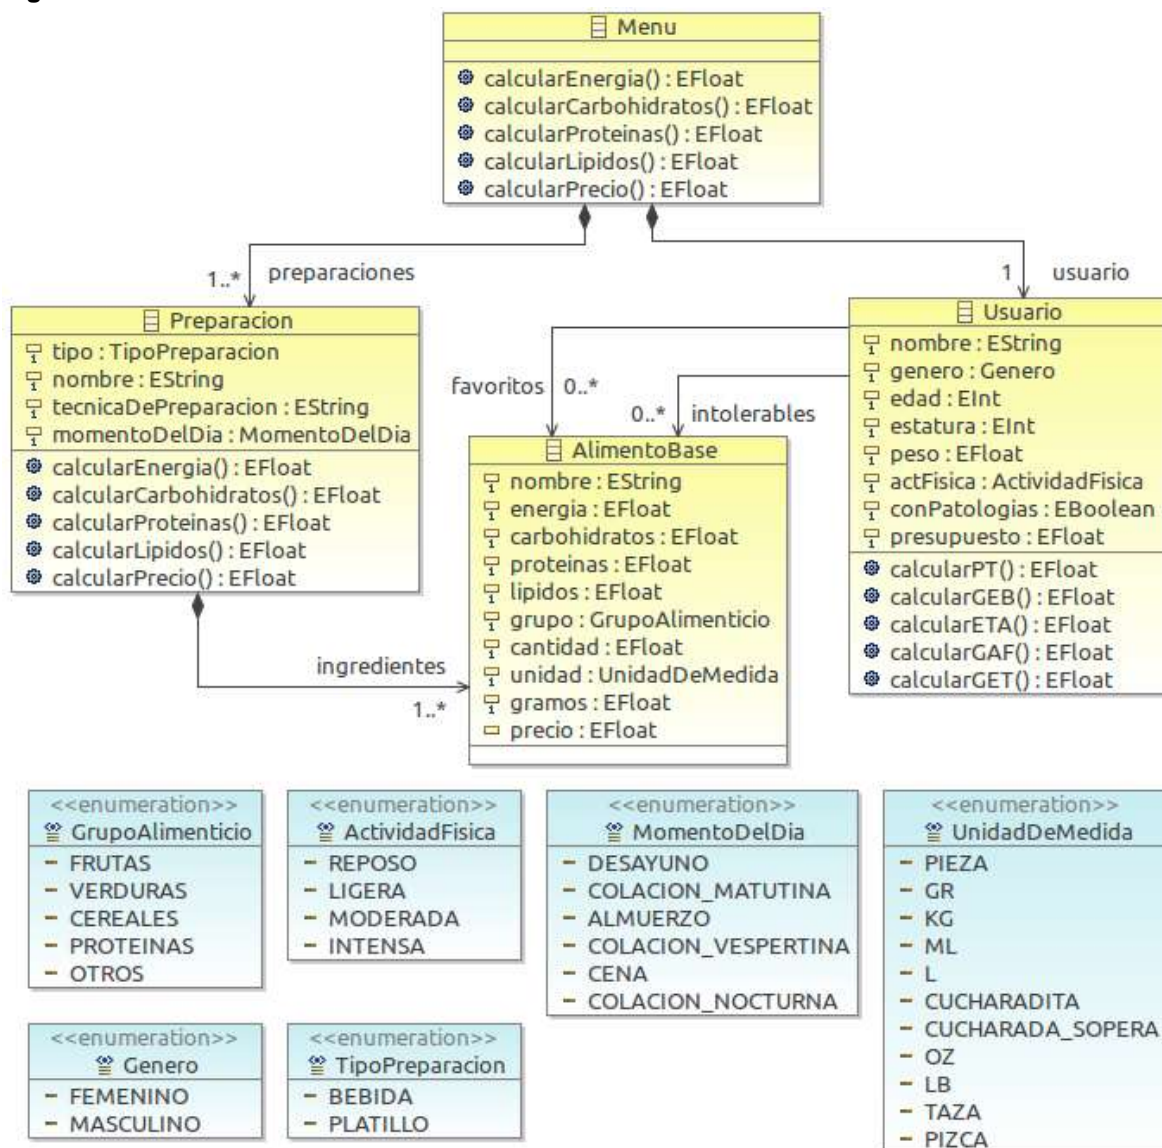 Menu
calcularEnergia() : EFloat
calcularCarbohidratos() : EFloat
calcularProteinas() : EFloat
calcularLipidos() : EFloat
calcularPrecio() : EFloat
1..* preparaciones
1 usuario
Preparacion
tipo : TipoPreparacion
nombre : EString
tecnicaDePreparacion : EString
momentoDelDia : MomentoDelDia
calcularEnergia() : EFloat
calcularCarbohidratos() : EFloat
calcularProteinas() : EFloat
calcularLipidos() : EFloat
calcularPrecio() : EFloat
favoritos 0..*
0..* intolerables
Usuario
nombre : EString
genero : Genero
edad : EInt
estatura : EInt
peso : EFloat
actFisica : ActividadFisica
conPatologias : EBoolean
presupuesto : EFloat
calcularPT() : EFloat
calcularGEB() : EFloat
calcularETA() : EFloat
calcularGAF() : EFloat
calcularGET() : EFloat
AlimentoBase
nombre : EString
energia : EFloat
carbohidratos : EFloat
proteinas : EFloat
lipidos : EFloat
grupo : GrupoAlimenticio
cantidad : EFloat
unidad : UnidadDeMedida
gramos : EFloat
precio : EFloat
ingredientes
1..*
<<enumeration>>
GrupoAlimenticio
FRUTAS
VERDURAS
CEREALES
PROTEINAS
OTROS
<<enumeration>>
ActividadFisica
REPOSO
LIGERA
MODERADA
INTENSA
<<enumeration>>
MomentoDelDia
DESAYUNO
COLACION_MATUTINA
ALMUERZO
COLACION_VESPERTINA
CENA
COLACION_NOCTURNA
<<enumeration>>
UnidadDeMedida
PIEZA
GR
KG
ML
L
CUCHARADITA
CUCHARADA_SOPERA
OZ
LB
TAZA
PIZCA
<<enumeration>>
Genero
FEMENINO
MASCULINO
<<enumeration>>
TipoPreparacion
BEBIDA
PLATILLO